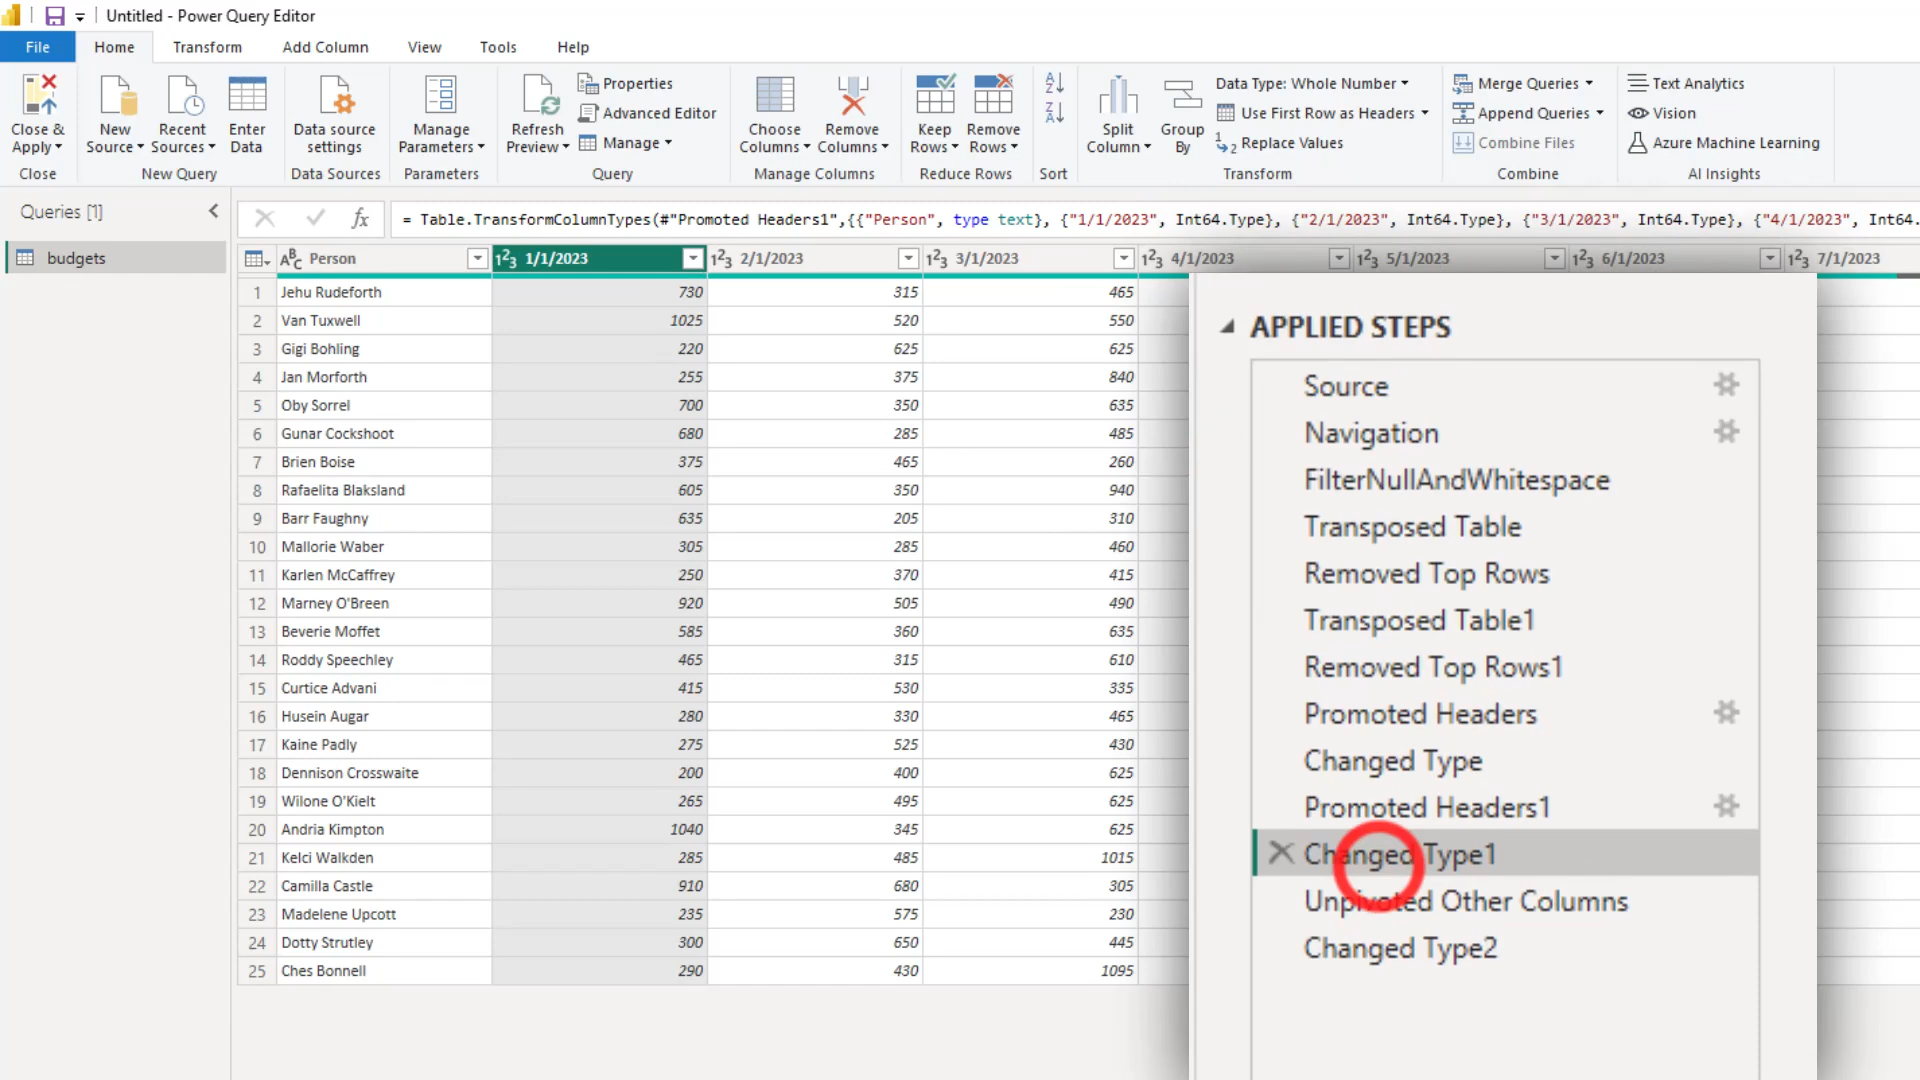 Untitled - Power Query Editor
File Home Transform Add Column View Tools Help
Close & Apply
Close
New Source
Recent Sources
Enter Data
New Query
Data source settings
Data Sources
Manage Parameters
Parameters
Refresh Preview
Properties
Advanced Editor
Manage
Query
Choose Columns
Remove Columns
Manage Columns
Keep Rows
Remove Rows
Reduce Rows
Sort
Split Column
Group By
Data Type: Whole Number
Use First Row as Headers
Replace Values
Transform
Merge Queries
Append Queries
Combine Files
Combine
Text Analytics
Vision
Azure Machine Learning
AI Insights
Queries [1]
budgets
fx = Table.TransformColumnTypes(#"Promoted Headers1",{{"Person", type text}, {"1/1/2023", Int64.Type}, {"2/1/2023", Int64.Type}, {"3/1/2023", Int64.Type}, {"4/1/2023", Int64.
Person 1/1/2023 2/1/2023 3/1/2023 4/1/2023 5/1/2023 6/1/2023 7/1/2023
1 Jehu Rudeforth 730 315 465
2 Van Tuxwell 1025 520 550
3 Gigi Bohling 220 625 625
4 Jan Morforth 255 375 840
5 Oby Sorrel 700 350 635
6 Gunar Cockshoot 680 285 485
7 Brien Boise 375 465 260
8 Rafaelita Blaksland 605 350 940
9 Barr Faughny 635 205 310
10 Mallorie Waber 305 285 460
11 Karlen McCaffrey 250 370 415
12 Marney O'Breen 920 505 490
13 Beverie Moffet 585 360 635
14 Roddy Speechley 465 315 610
15 Curtice Advani 415 530 335
16 Husein Augar 280 330 465
17 Kaine Padly 275 525 430
18 Dennison Crosswaite 200 400 625
19 Wilone O'Kielt 265 495 625
20 Andria Kimpton 1040 345 625
21 Kelci Walkden 285 485 1015
22 Camilla Castle 910 680 305
23 Madelene Upcott 235 575 230
24 Dotty Strutley 300 650 445
25 Ches Bonnell 290 430 1095
APPLIED STEPS
Source
Navigation
FilterNullAndWhitespace
Transposed Table
Removed Top Rows
Transposed Table1
Removed Top Rows1
Promoted Headers
Changed Type
Promoted Headers1
Changed Type1
Unpivoted Other Columns
Changed Type2